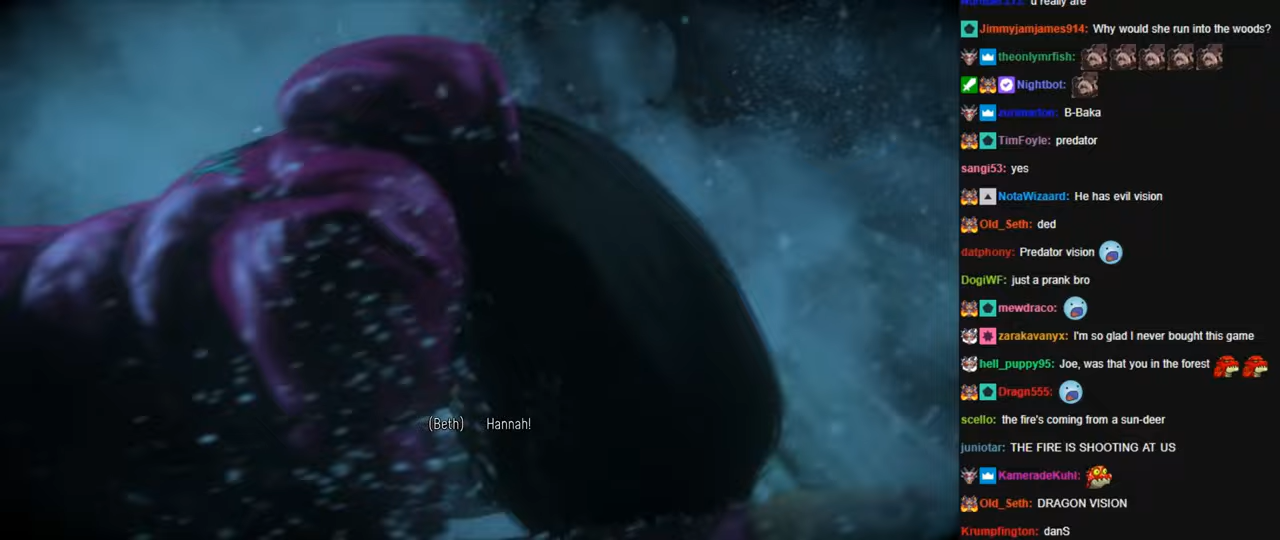 (Beth) Hannah!
u really are
Jimmyjamjames914: Why would she run into the woods?
theonlymrfish:
Nightbot:
B-Baka
TimFoyle: predator
sangi53: yes
NotaWizaard: He has evil vision
Old_Seth: ded
datphony: Predator vision
DogiWF: just a prank bro
mewdraco:
zarakavanyx: I'm so glad I never bought this game
hell_puppy95: Joe, was that you in the forest
Dragn555:
scello: the fire's coming from a sun-deer
juniotar: THE FIRE IS SHOOTING AT US
KameradeKuhl:
Old_Seth: DRAGON VISION
Krumpfington: danS